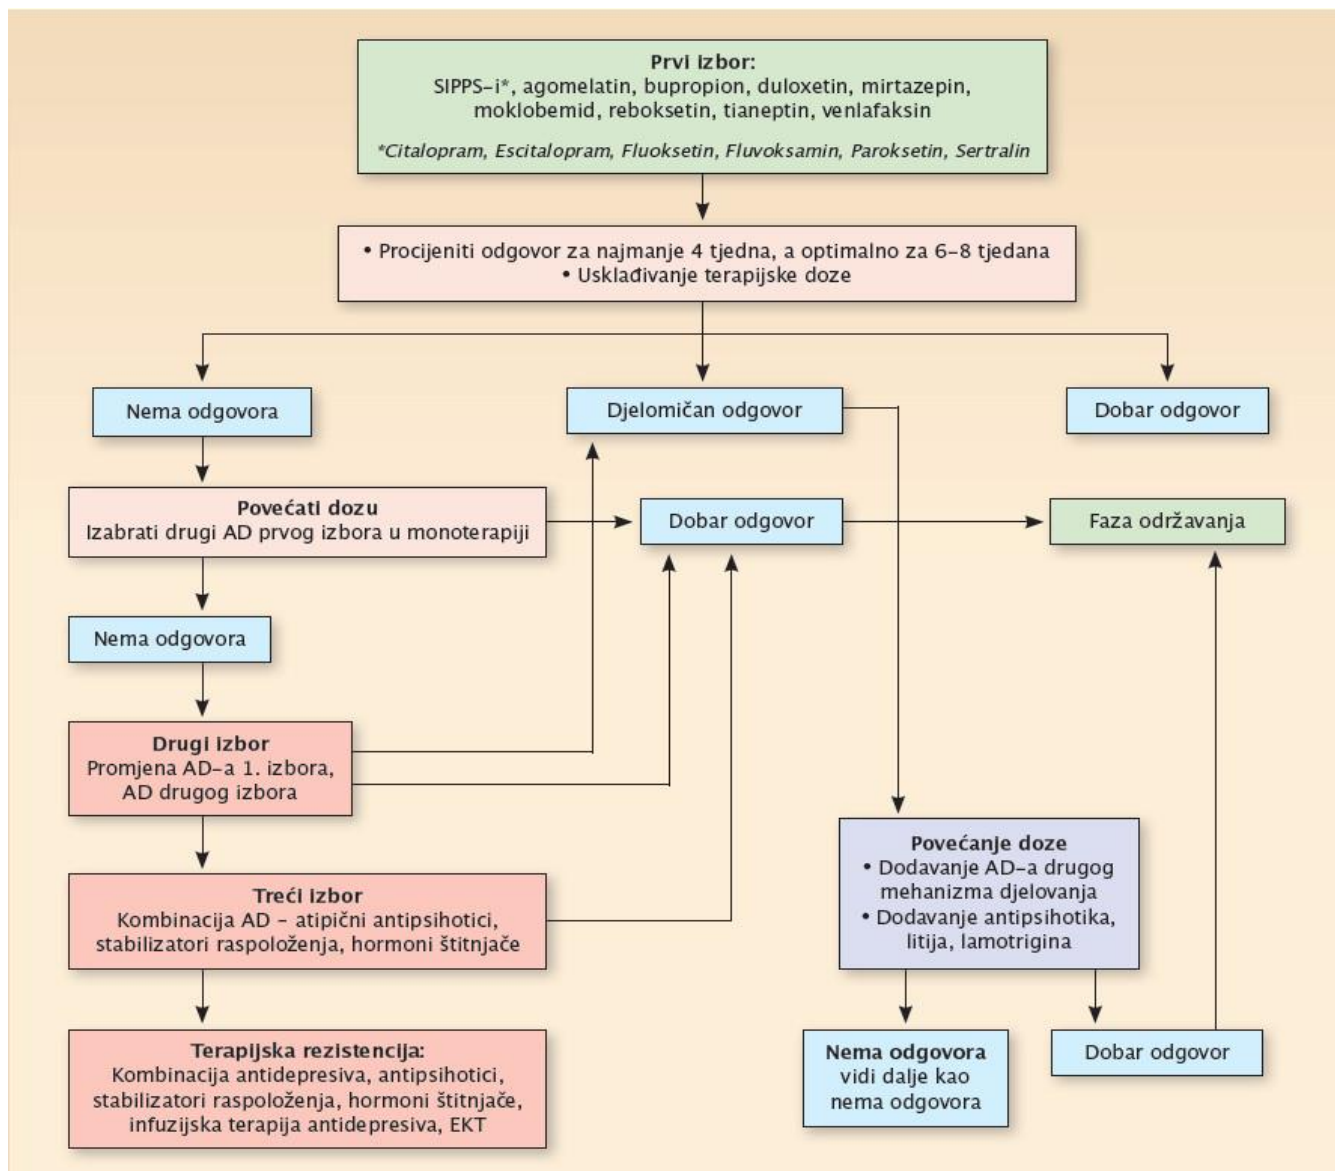 Prvi izbor:
SIPPS-i*, agomelatin, bupropion, duloxetin, mirtazepin,
moklobemid, reboksetin, tianeptin, venlafaksin
*Citalopram, Escitalopram, Fluoksetin, Fluvoksamin, Paroksetin, Sertralin
• Procijeniti odgovor za najmanje 4 tjedna, a optimalno za 6–8 tjedana
• Usklađivanje terapijske doze
Nema odgovora
Djelomičan odgovor
Dobar odgovor
Povećati dozu
Izabrati drugi AD prvog izbora u monoterapiji
Dobar odgovor
Faza održavanja
Nema odgovora
Drugi izbor
Promjena AD-a 1. izbora,
AD drugog izbora
Povećanje doze
• Dodavanje AD-a drugog
mehanizma djelovanja
• Dodavanje antipsihotika,
litija, lamotrigina
Treći izbor
Kombinacija AD – atipični antipsihotici,
stabilizatori raspoloženja, hormoni štitnjače
Terapijska rezistencija:
Kombinacija antidepresiva, antipsihotici,
stabilizatori raspoloženja, hormoni štitnjače,
infuzijska terapija antidepresiva, EKT
Nema odgovora
vidi dalje kao
nema odgovora
Dobar odgovor